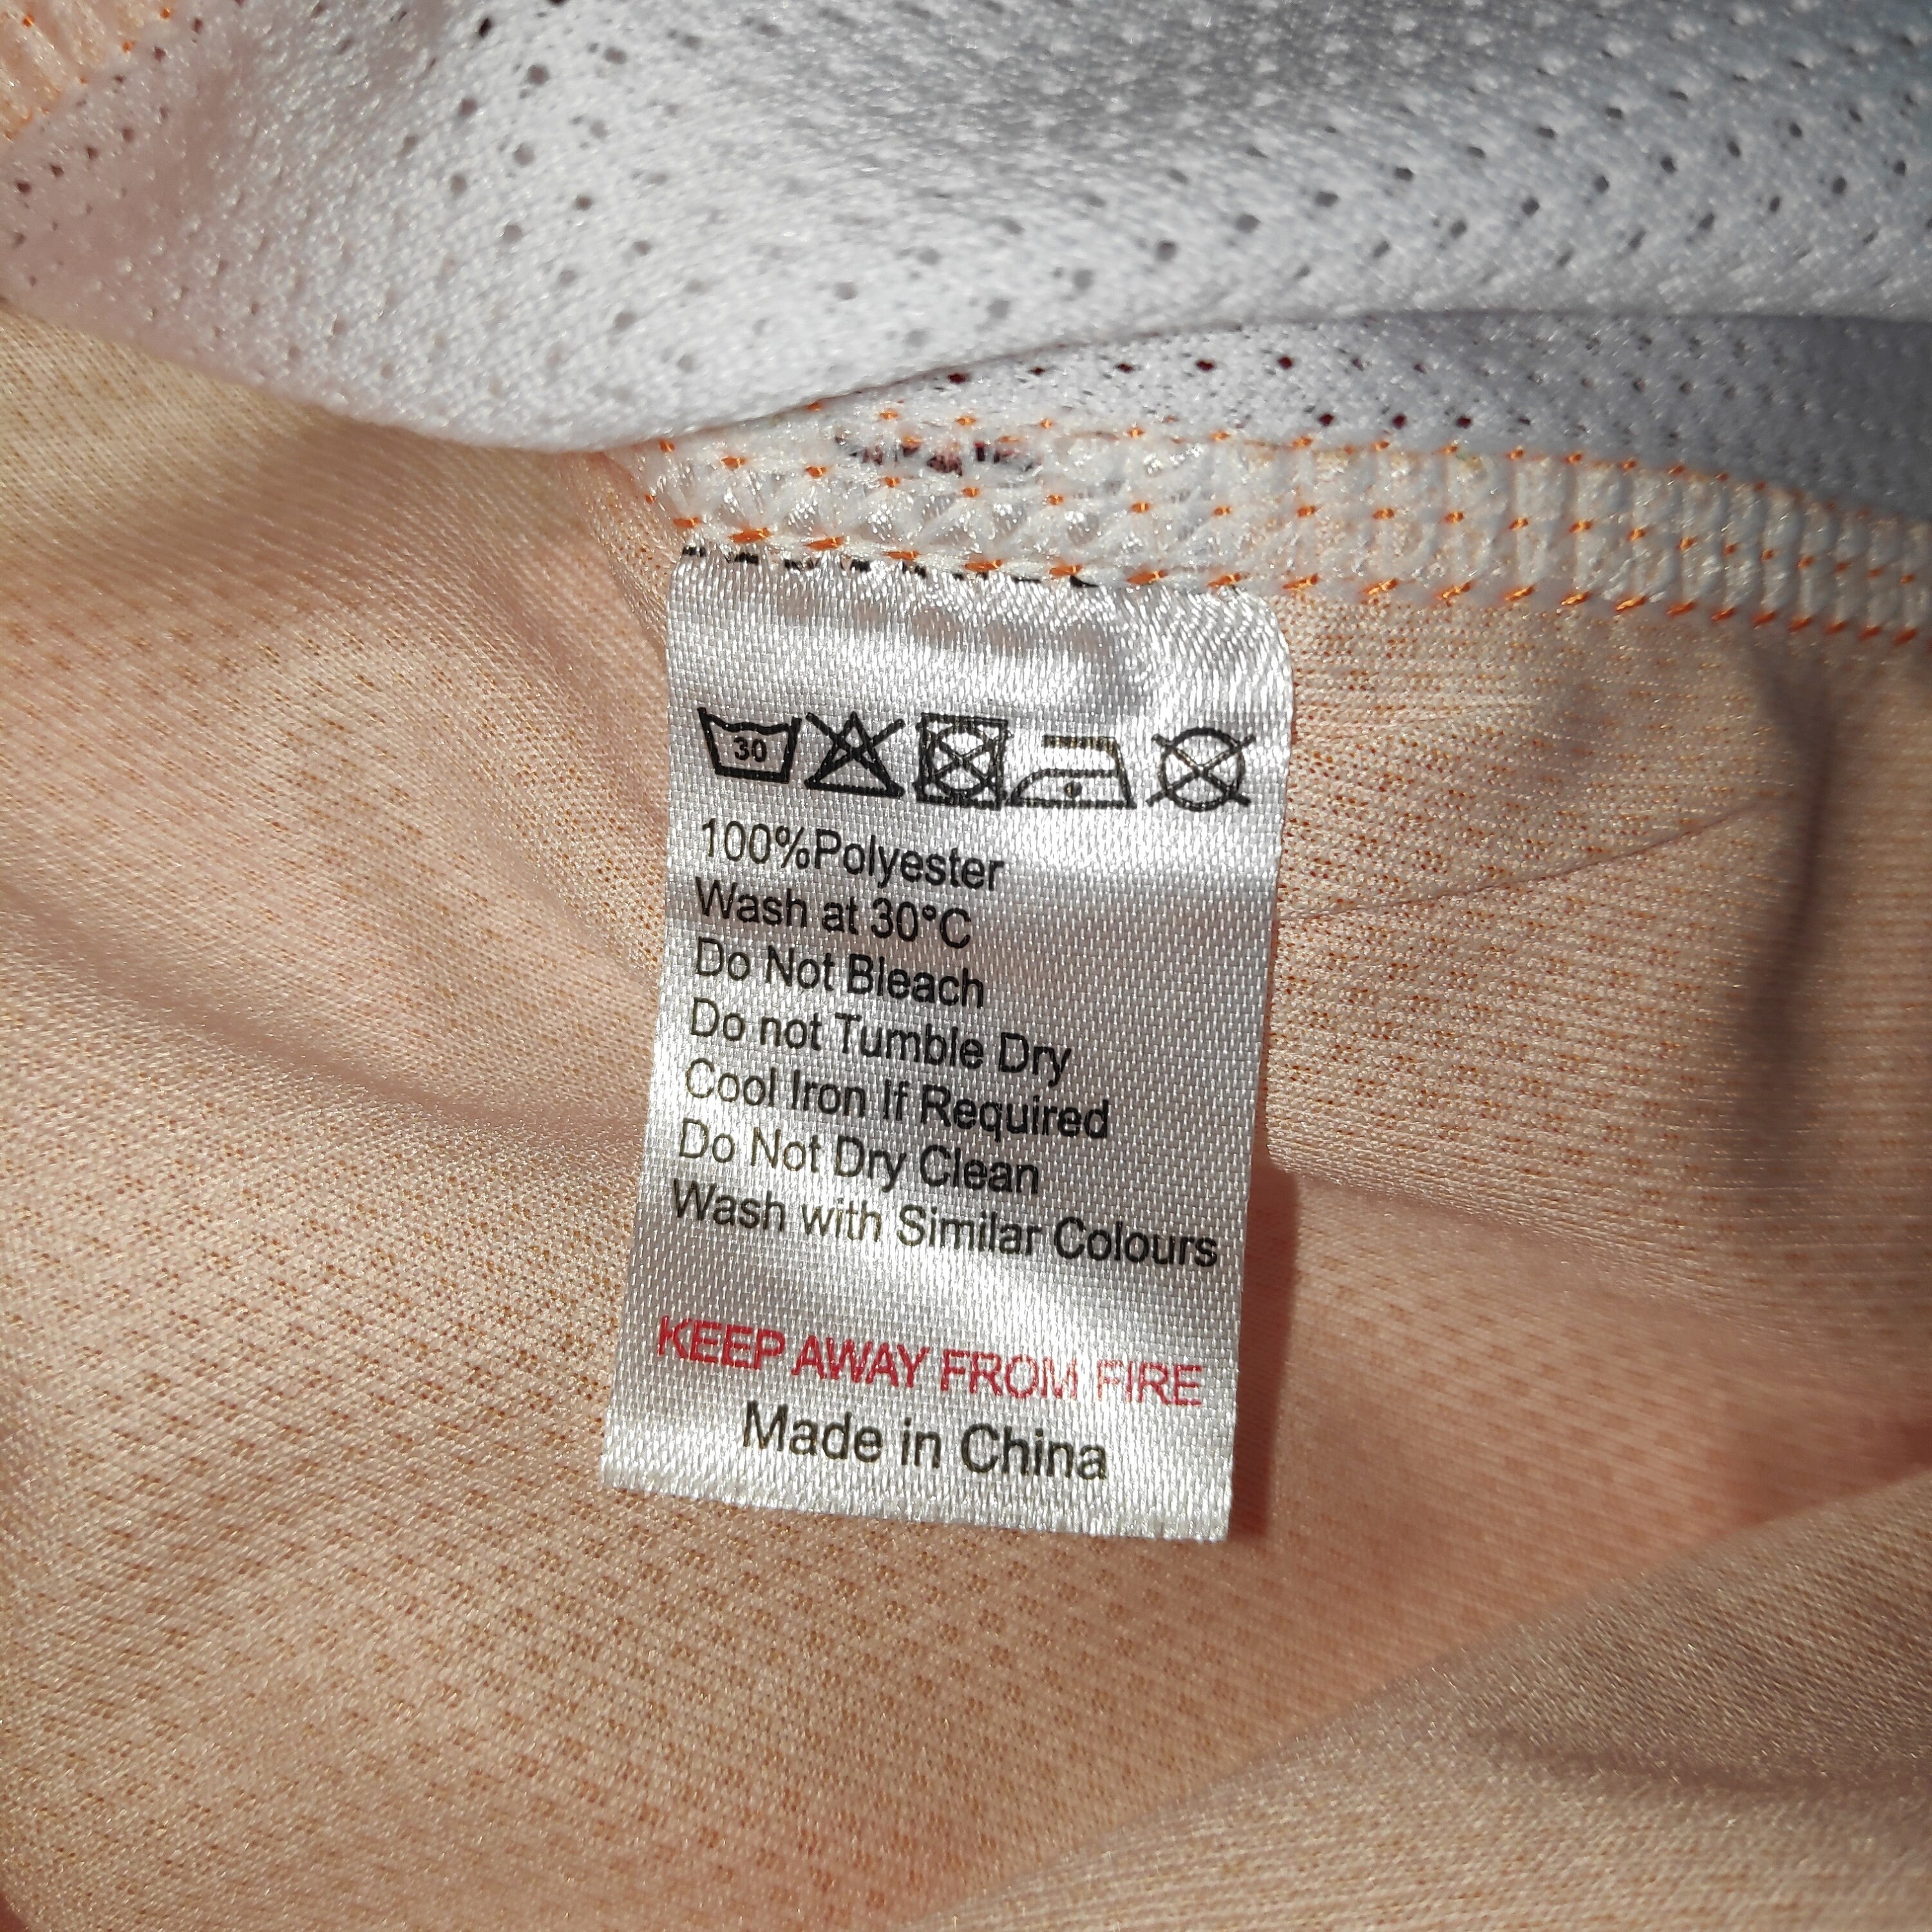 30
100%Polyester
Wash at 30°C
Do Not Bleach
Do not Tumble Dry
Cool Iron If Required
Do Not Dry Clean
Wash with Similar Colours
KEEP AWAY FROM FIRE
Made in China